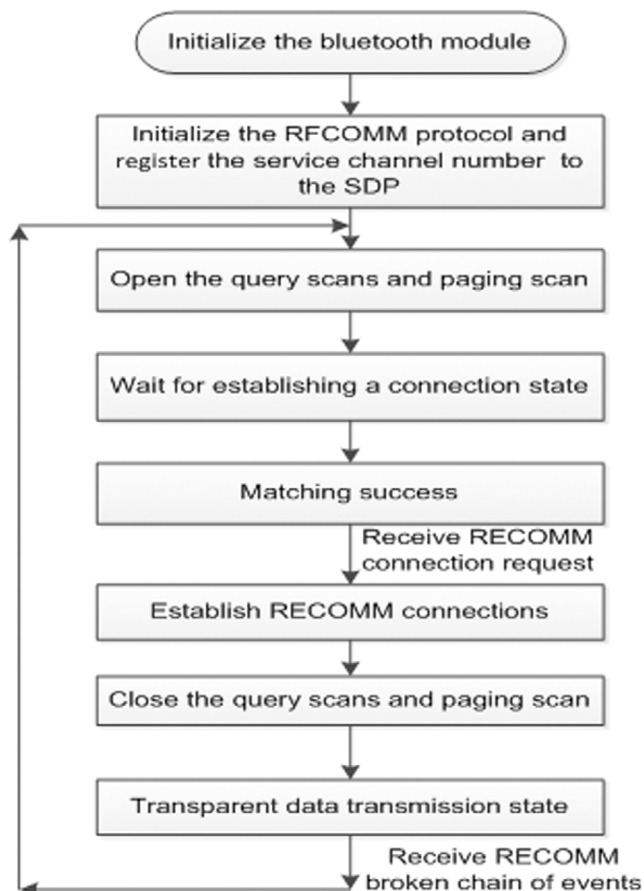 Initialize the bluetooth module
Initialize the RFCOMM protocol and
register the service channel number to
the SDP
Open the query scans and paging scan
Wait for establishing a connection state
Matching success
Receive RECOMM
connection request
Establish RECOMM connections
Close the query scans and paging scan
Transparent data transmission state
Receive RECOMM
broken chain of events